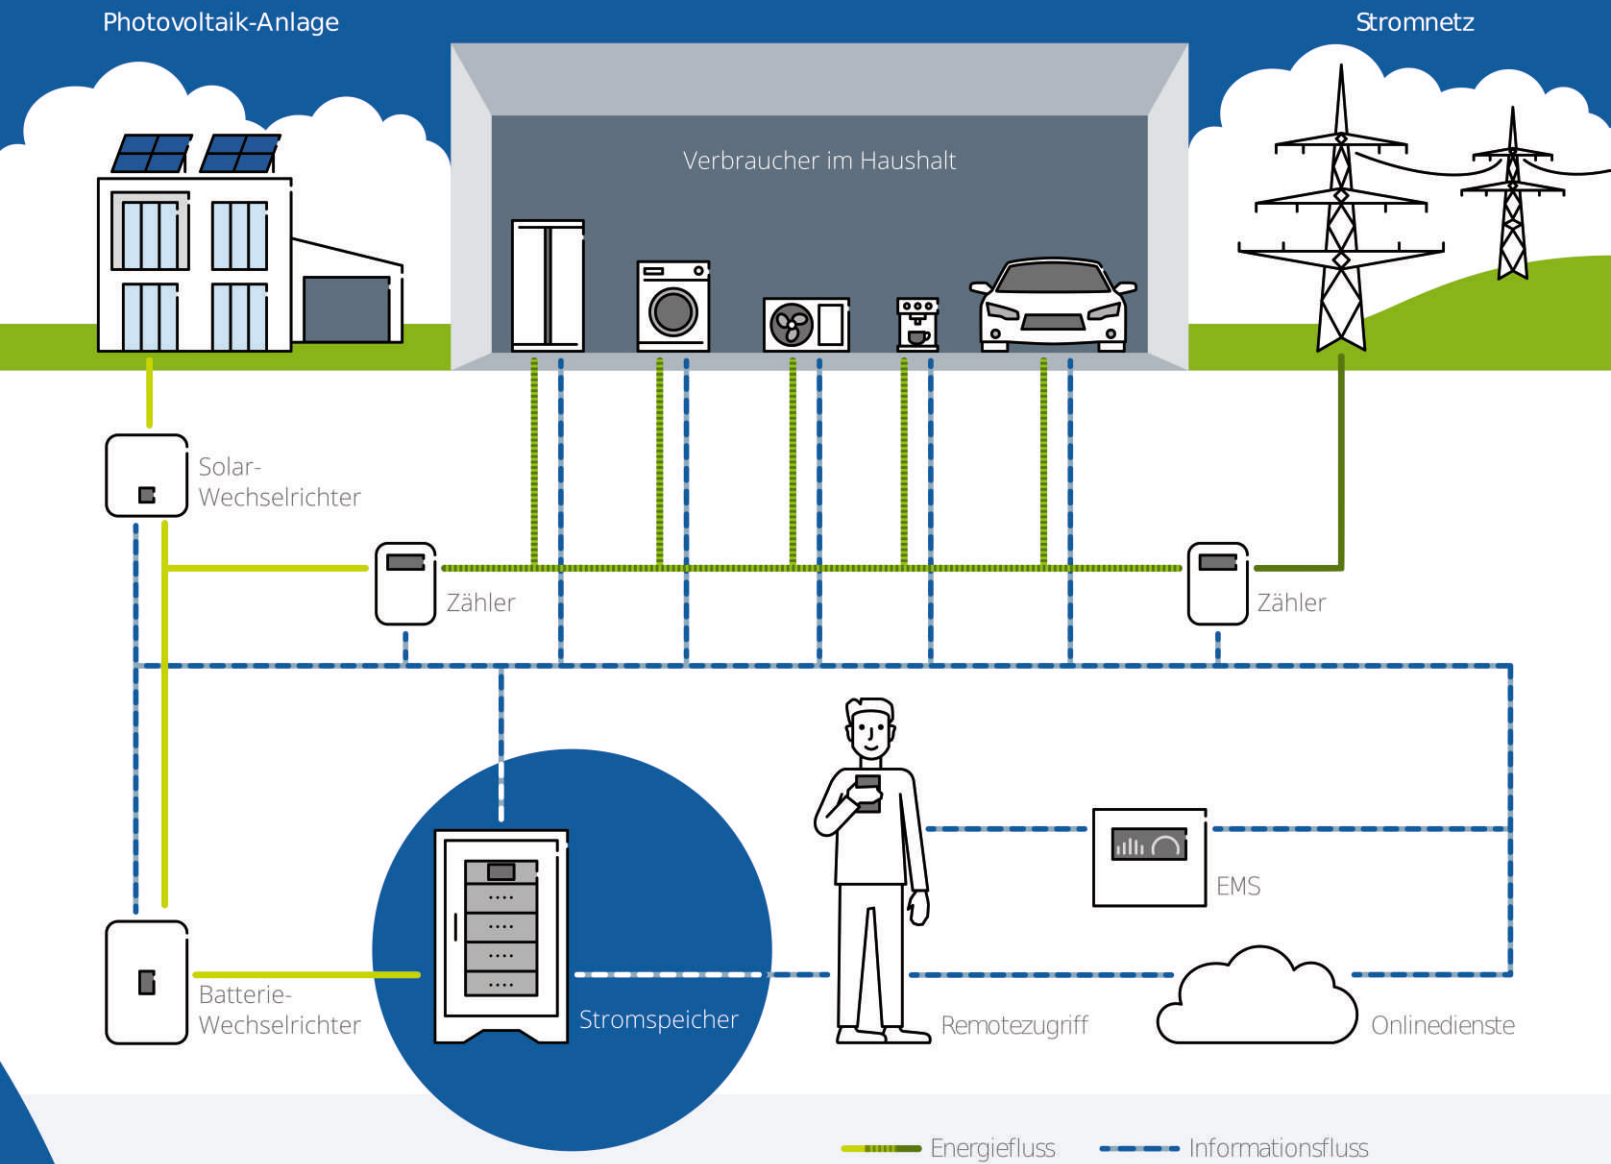 Photovoltaik-Anlage
Stromnetz
Verbraucher im Haushalt
Solar-
Wechselrichter
Zähler
Zähler
EMS
Batterie-
Wechselrichter
Stromspeicher
Remotezugriff
Onlinedienste
Energiefluss
Informationsfluss